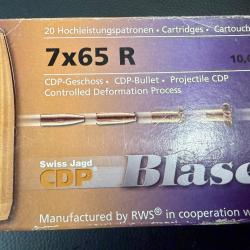 20 Hochleistungspatronen • Cartridges • Cartouch
7x65 R
10,
CDP-Geschoss • CDP-Bullet • Projectile CDP
Controlled Deformation Process
Swiss Jagd
CDP
Blase
Manufactured by RWS® in cooperation w